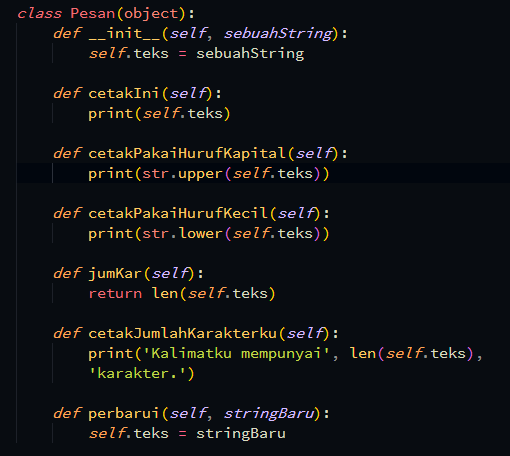 class Pesan(object):
    def __init__(self, sebuahString):
        self.teks = sebuahString

    def cetakIni(self):
        print(self.teks)

    def cetakPakaiHurufKapital(self):
        print(str.upper(self.teks))

    def cetakPakaiHurufKecil(self):
        print(str.lower(self.teks))

    def jumKar(self):
        return len(self.teks)

    def cetakJumlahKarakterku(self):
        print('Kalimatku mempunyai', len(self.teks),
        'karakter.')

    def perbarui(self, stringBaru):
        self.teks = stringBaru